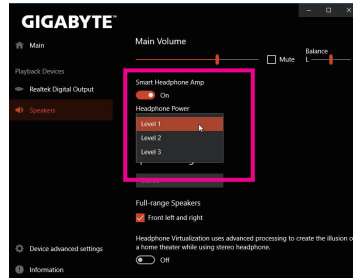 GIGABYTE™
Main
Playback Devices
Realtek Digital Output
Speakers
Device advanced settings
Information
Main Volume
Mute
Balance
L
Smart Headphone Amp
On
Headphone Power
Level 1
Level 2
Level 3
Full-range Speakers
Front left and right
Headphone Virtualization uses advanced processing to create the illusion o
a home theater while using stereo headphone.
Off